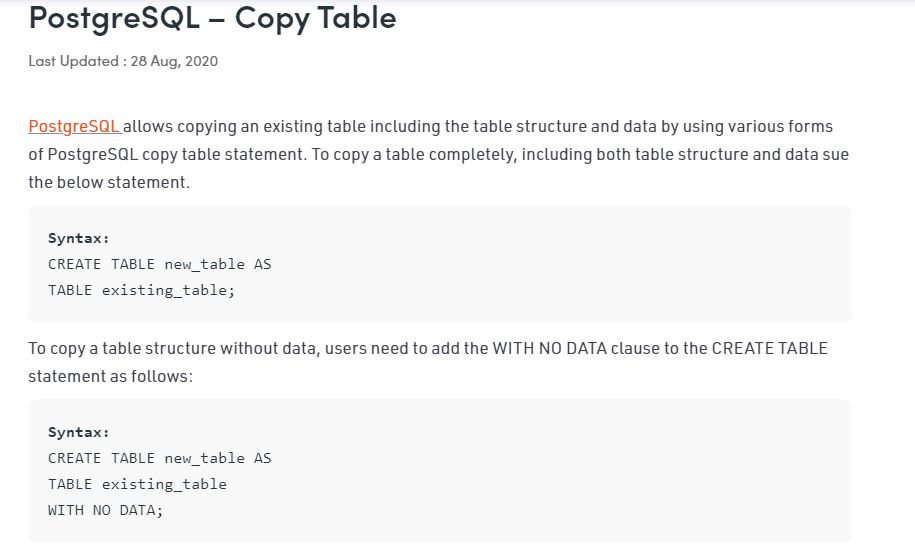 PostgreSQL – Copy Table
Last Updated : 28 Aug, 2020
PostgreSQL allows copying an existing table including the table structure and data by using various forms
of PostgreSQL copy table statement. To copy a table completely, including both table structure and data sue
the below statement.
Syntax:
CREATE TABLE new_table AS
TABLE existing_table;
To copy a table structure without data, users need to add the WITH NO DATA clause to the CREATE TABLE
statement as follows:
Syntax:
CREATE TABLE new_table AS
TABLE existing_table
WITH NO DATA;